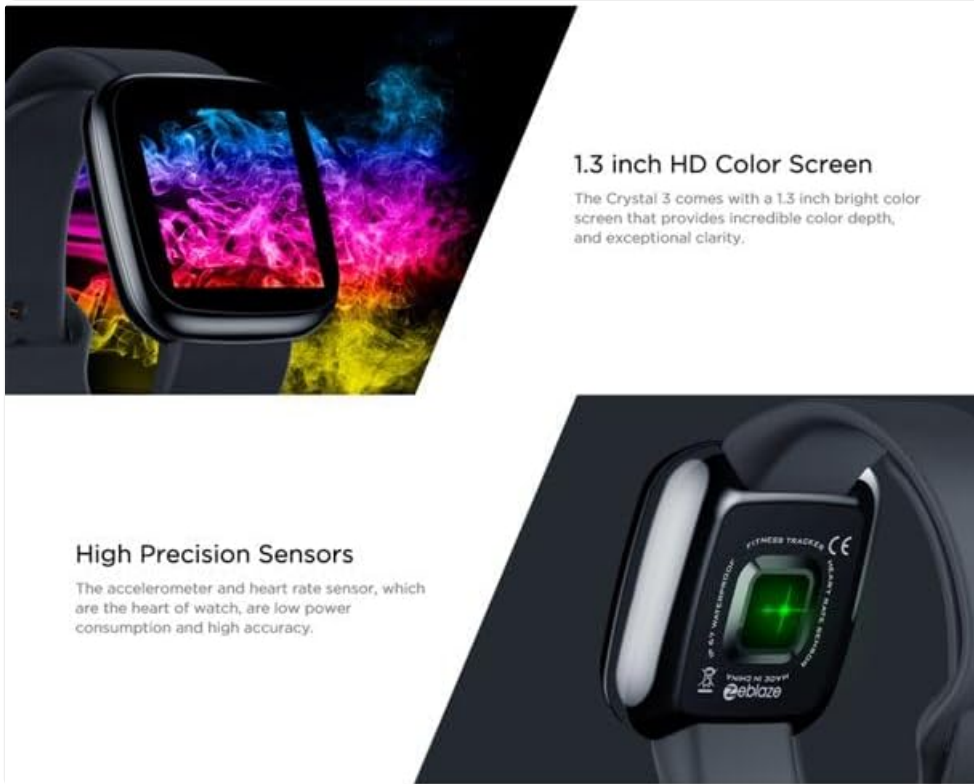 1.3 inch HD Color Screen
The Crystal 3 comes with a 1.3 inch bright color
screen that provides incredible color depth,
and exceptional clarity.
High Precision Sensors
The accelerometer and heart rate sensor, which
are the heart of watch, are low power
consumption and high accuracy.
FITNESS TRACKER
CE
HEART RATE SENSOR
IP 67 WATERPROOF
MADE IN CHINA
Zeblaze